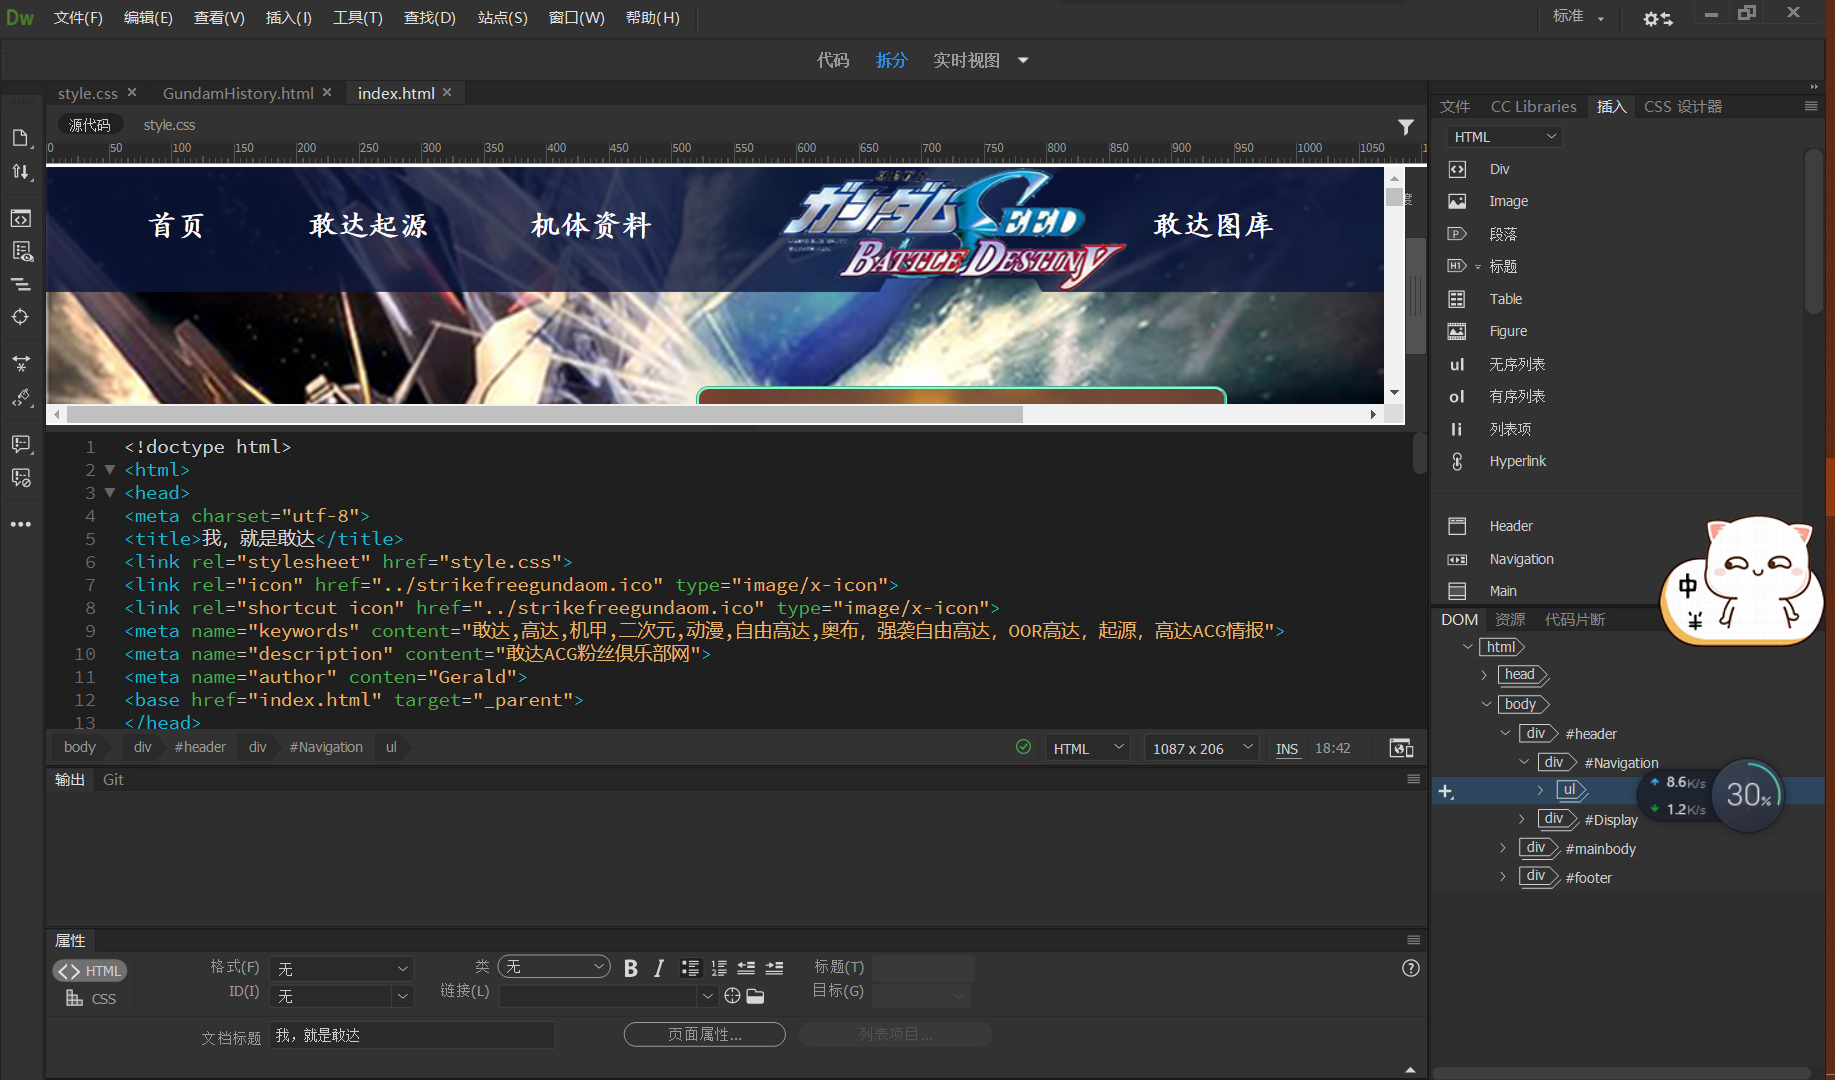 Dw 文件(F) 编辑(E) 查看(V) 插入(I) 工具(T) 查找(D) 站点(S) 窗口(W) 帮助(H) 标准
代码 拆分 实时视图
style.css GundamHistory.html index.html
源代码 style.css
0 50 100 150 200 250 300 350 400 450 500 550 600 650 700 750 800 850 900 950 1000 1050
首页 敢达起源 机体资料 敢达图库
ガンダム SEED
BATTLE DESTINY
1 <!doctype html>
2 <html>
3 <head>
4 <meta charset="utf-8">
5 <title>我，就是敢达</title>
6 <link rel="stylesheet" href="style.css">
7 <link rel="icon" href="../strikefreegundaom.ico" type="image/x-icon">
8 <link rel="shortcut icon" href="../strikefreegundaom.ico" type="image/x-icon">
9 <meta name="keywords" content="敢达,高达,机甲,二次元,动漫,自由高达,奥布，强袭自由高达，OOR高达，起源，高达ACG情报">
10 <meta name="description" content="敢达ACG粉丝俱乐部网">
11 <meta name="author" conten="Gerald">
12 <base href="index.html" target="_parent">
13 </head>
body div #header div #Navigation ul HTML 1087 x 206 INS 18:42
输出 Git
属性
HTML 格式(F) 无 类 无 B I 标题(T)
CSS ID(I) 无 链接(L) 目标(G)
文档标题 我，就是敢达 页面属性... 列表项目...
文件 CC Libraries 插入 CSS 设计器
HTML
Div
Image
P 段落
H1 标题
Table
Figure
ul 无序列表
ol 有序列表
li 列表项
Hyperlink
Header
Navigation
Main
中
¥
DOM 资源 代码片断
html
head
body
div #header
div #Navigation
ul
div #Display
div #mainbody
div #footer
8.6K/s
1.2K/s
30%